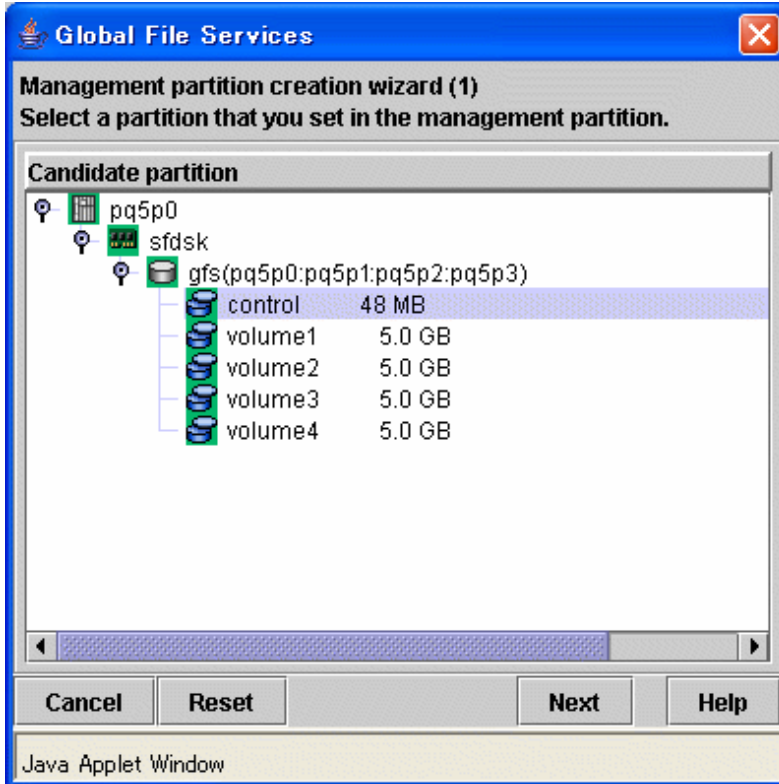 Global File Services
Management partition creation wizard (1)
Select a partition that you set in the management partition.
Candidate partition
pq5p0
sfdsk
gfs(pq5p0:pq5p1:pq5p2:pq5p3)
control 48 MB
volume1 5.0 GB
volume2 5.0 GB
volume3 5.0 GB
volume4 5.0 GB
Cancel Reset Next Help
Java Applet Window